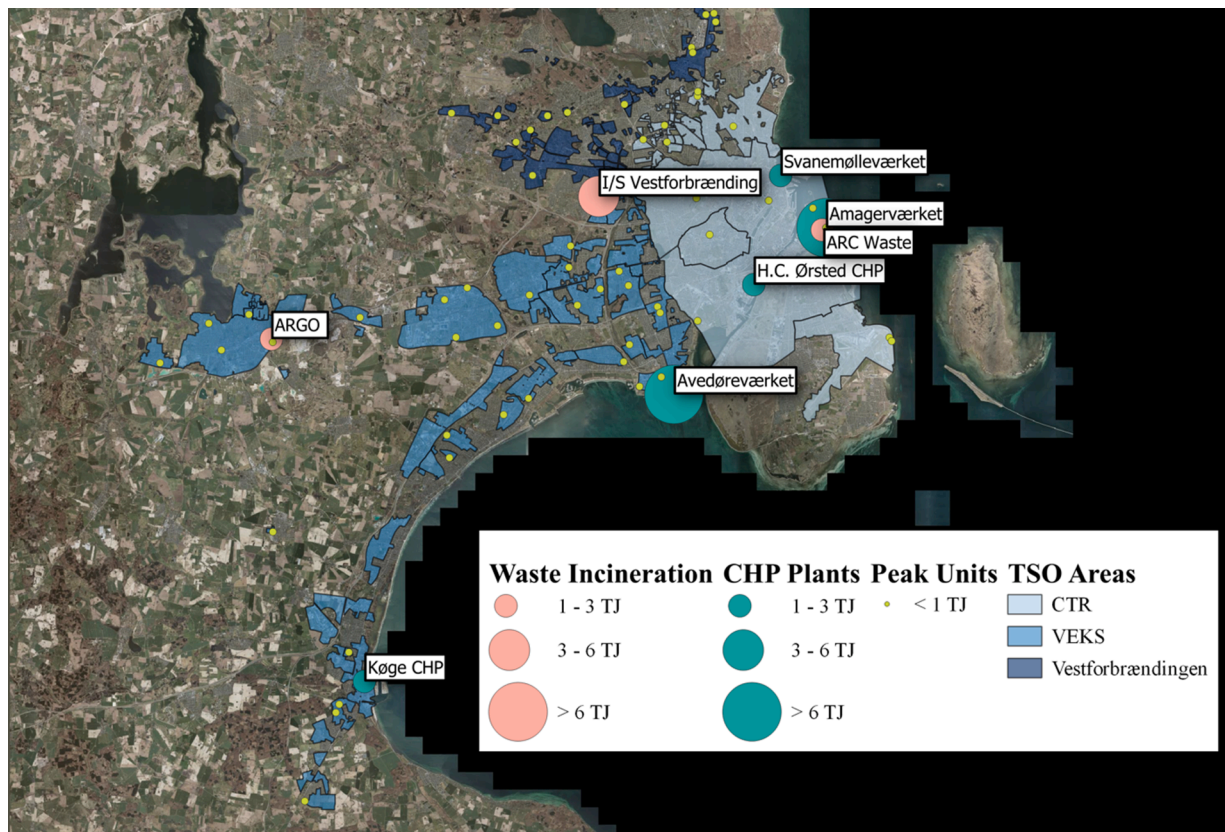 Svanemølleværket
I/S Vestforbrænding
Amagerværket
ARC Waste
H.C. Ørsted CHP
ARGO
Avedøreværket
Køge CHP
Waste Incineration CHP Plants Peak Units TSO Areas
1 - 3 TJ 1 - 3 TJ < 1 TJ CTR
VEKS
3 - 6 TJ 3 - 6 TJ
Vestforbrændingen
> 6 TJ > 6 TJ